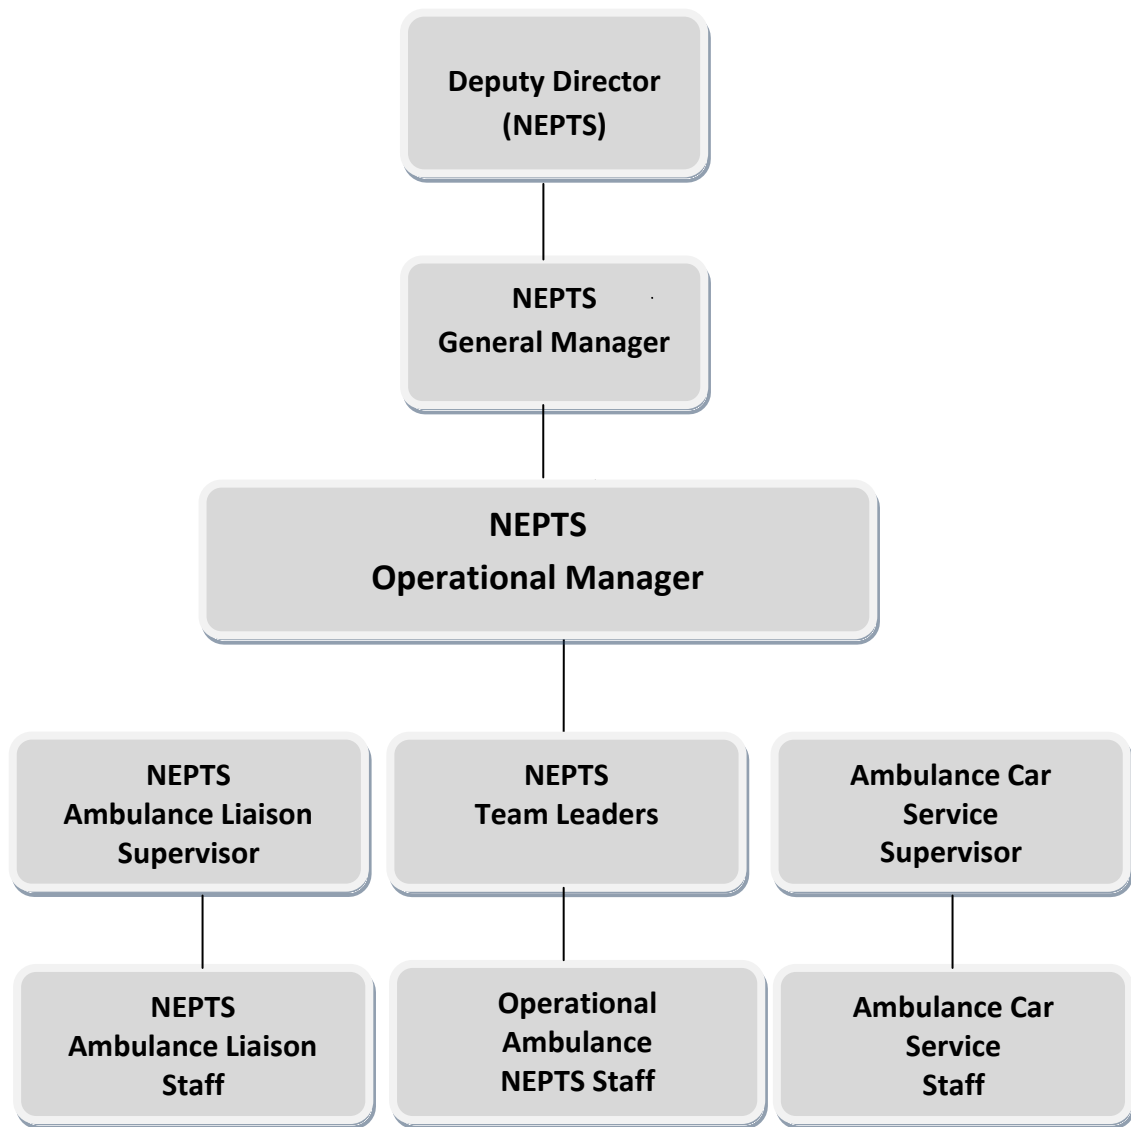 Deputy Director
(NEPTS)
NEPTS
General Manager
NEPTS
Operational Manager
NEPTS
Ambulance Liaison
Supervisor
NEPTS
Team Leaders
Ambulance Car
Service
Supervisor
NEPTS
Ambulance Liaison
Staff
Operational
Ambulance
NEPTS Staff
Ambulance Car
Service
Staff